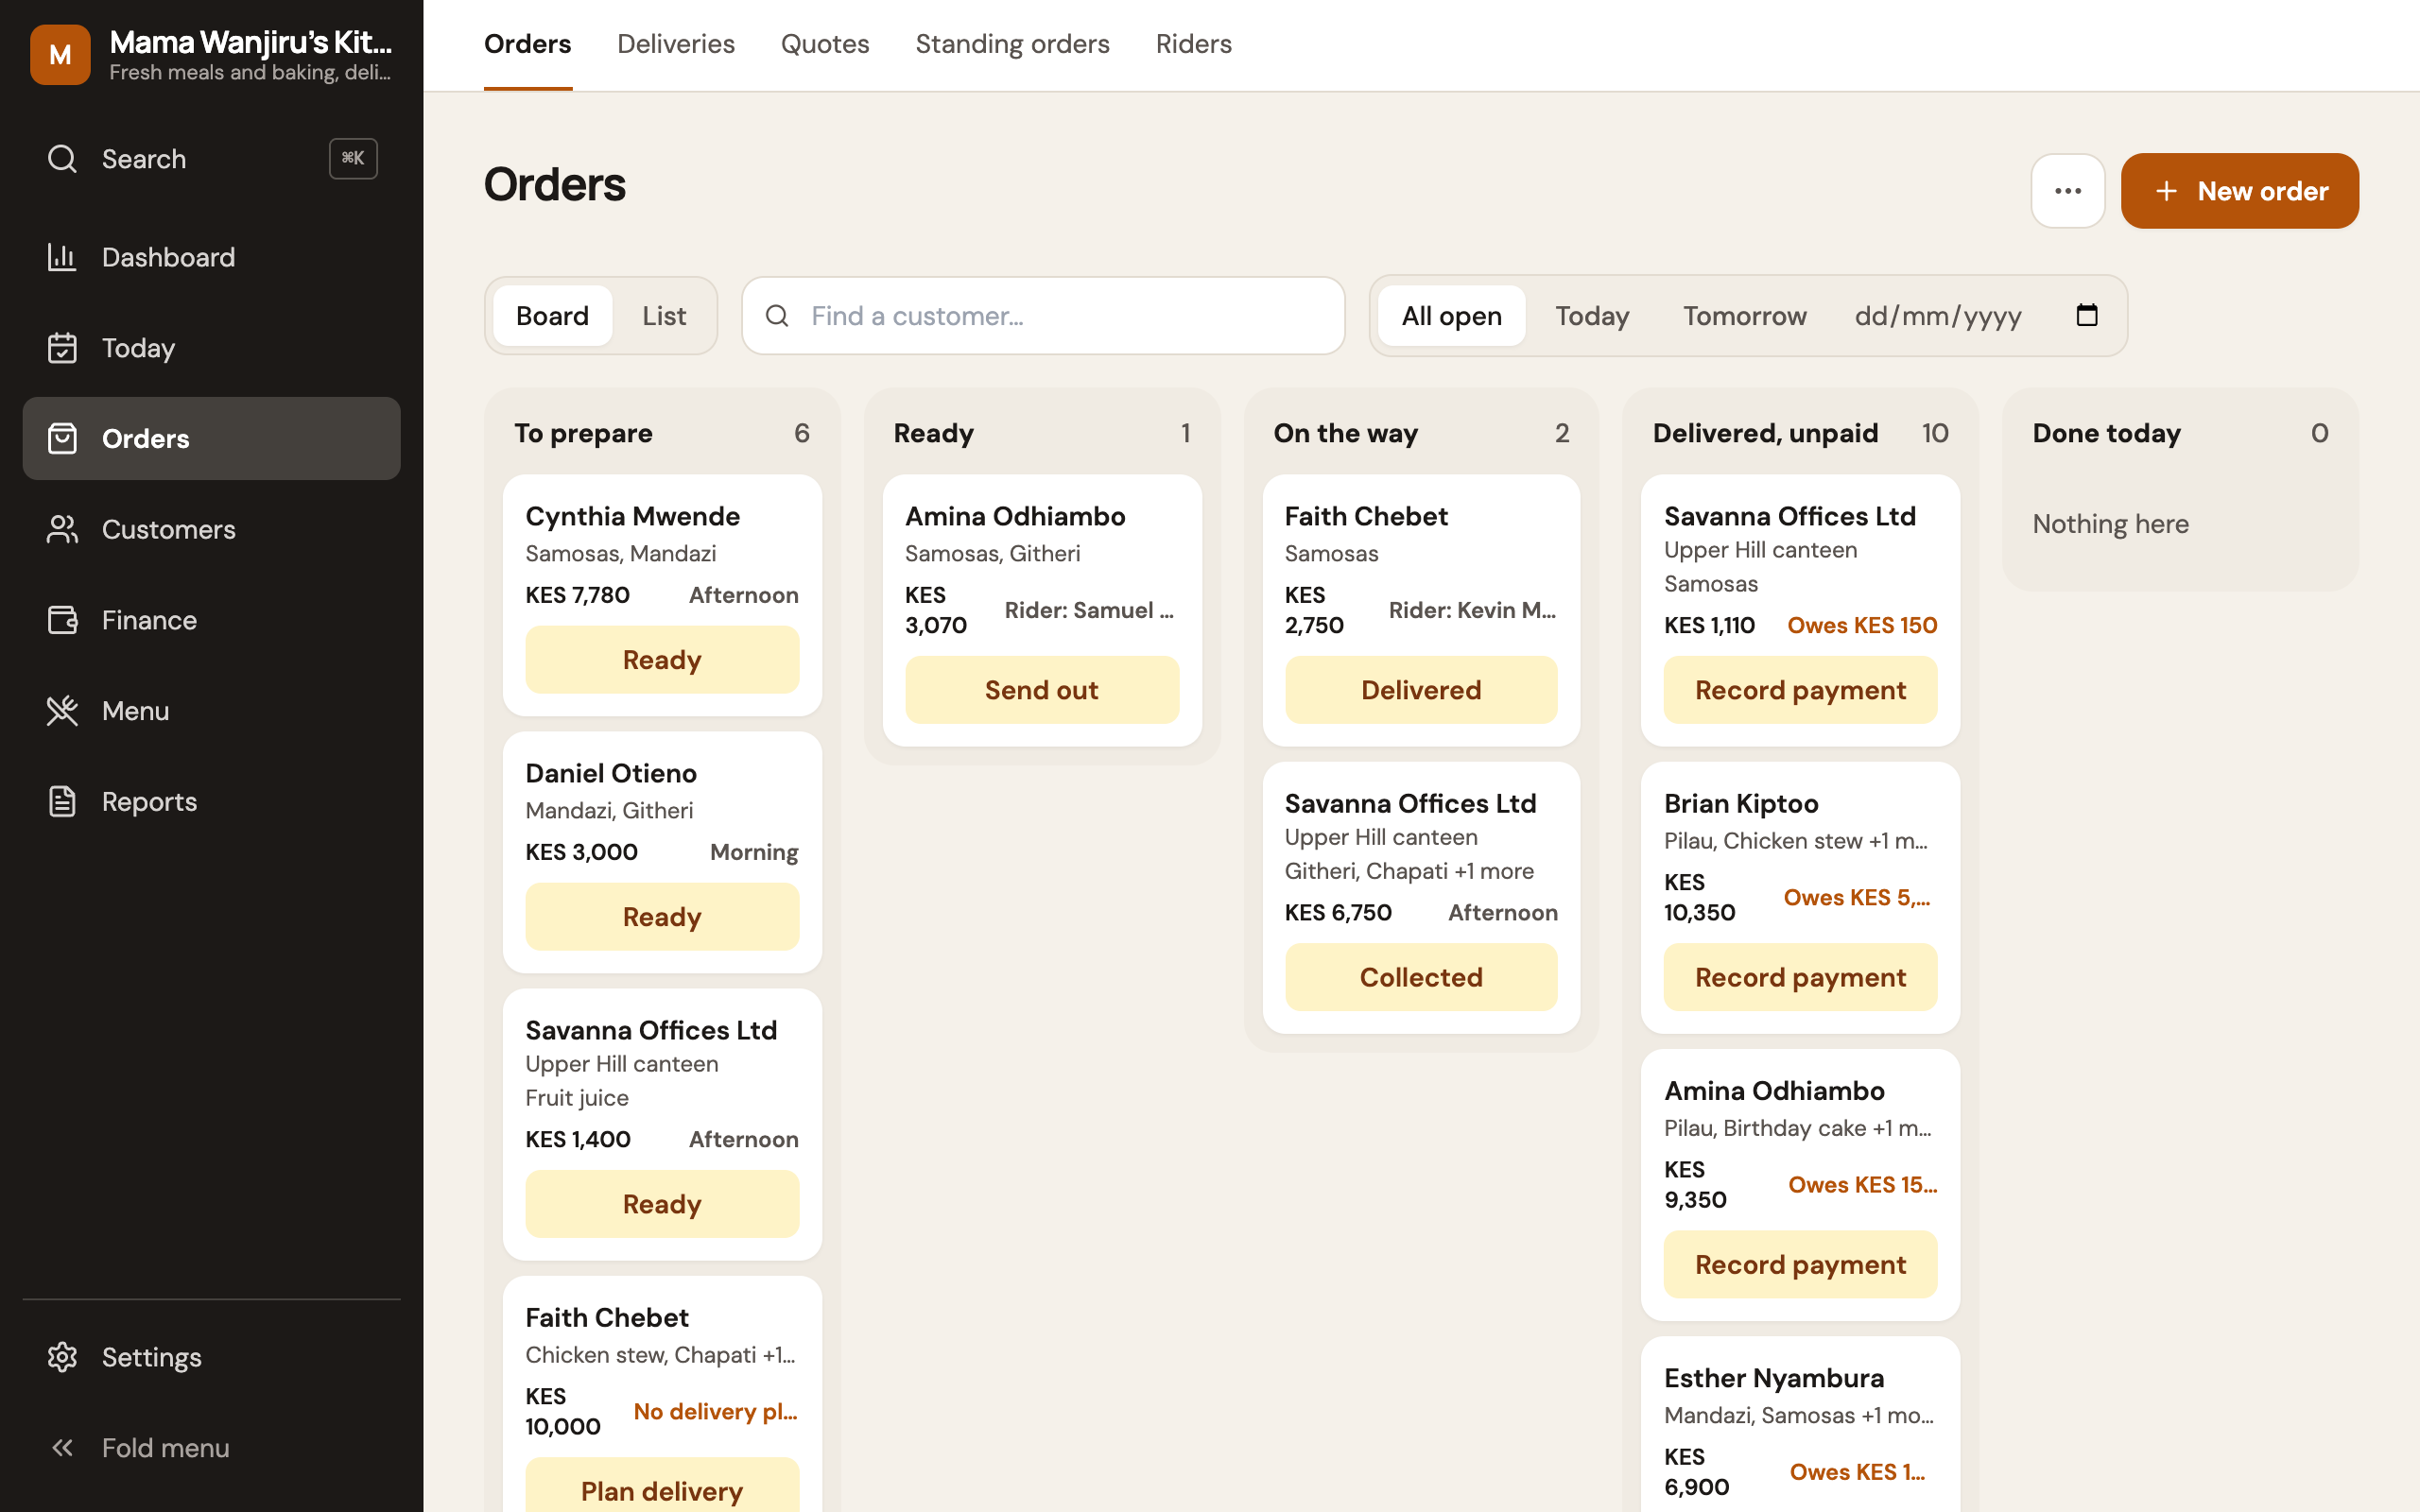 M
Mama Wanjiru's Kit...
Fresh meals and baking, deli...
Search
⌘K
Dashboard
Today
Orders
Customers
Finance
Menu
Reports
Settings
Fold menu
Orders
Deliveries
Quotes
Standing orders
Riders
Orders
...
+ New order
Board
List
Find a customer...
All open
Today
Tomorrow
dd/mm/yyyy
To prepare 6
Cynthia Mwende
Samosas, Mandazi
KES 7,780 Afternoon
Ready
Daniel Otieno
Mandazi, Githeri
KES 3,000 Morning
Ready
Savanna Offices Ltd
Upper Hill canteen
Fruit juice
KES 1,400 Afternoon
Ready
Faith Chebet
Chicken stew, Chapati +1...
KES 10,000
No delivery pl...
Plan delivery
Ready 1
Amina Odhiambo
Samosas, Githeri
KES 3,070
Rider: Samuel ...
Send out
On the way 2
Faith Chebet
Samosas
KES 2,750
Rider: Kevin M...
Delivered
Savanna Offices Ltd
Upper Hill canteen
Githeri, Chapati +1 more
KES 6,750 Afternoon
Collected
Delivered, unpaid 10
Savanna Offices Ltd
Upper Hill canteen
Samosas
KES 1,110 Owes KES 150
Record payment
Brian Kiptoo
Pilau, Chicken stew +1 m...
KES 10,350
Owes KES 5,...
Record payment
Amina Odhiambo
Pilau, Birthday cake +1 m...
KES 9,350
Owes KES 15...
Record payment
Esther Nyambura
Mandazi, Samosas +1 mo...
KES 6,900
Owes KES 1...
Done today 0
Nothing here